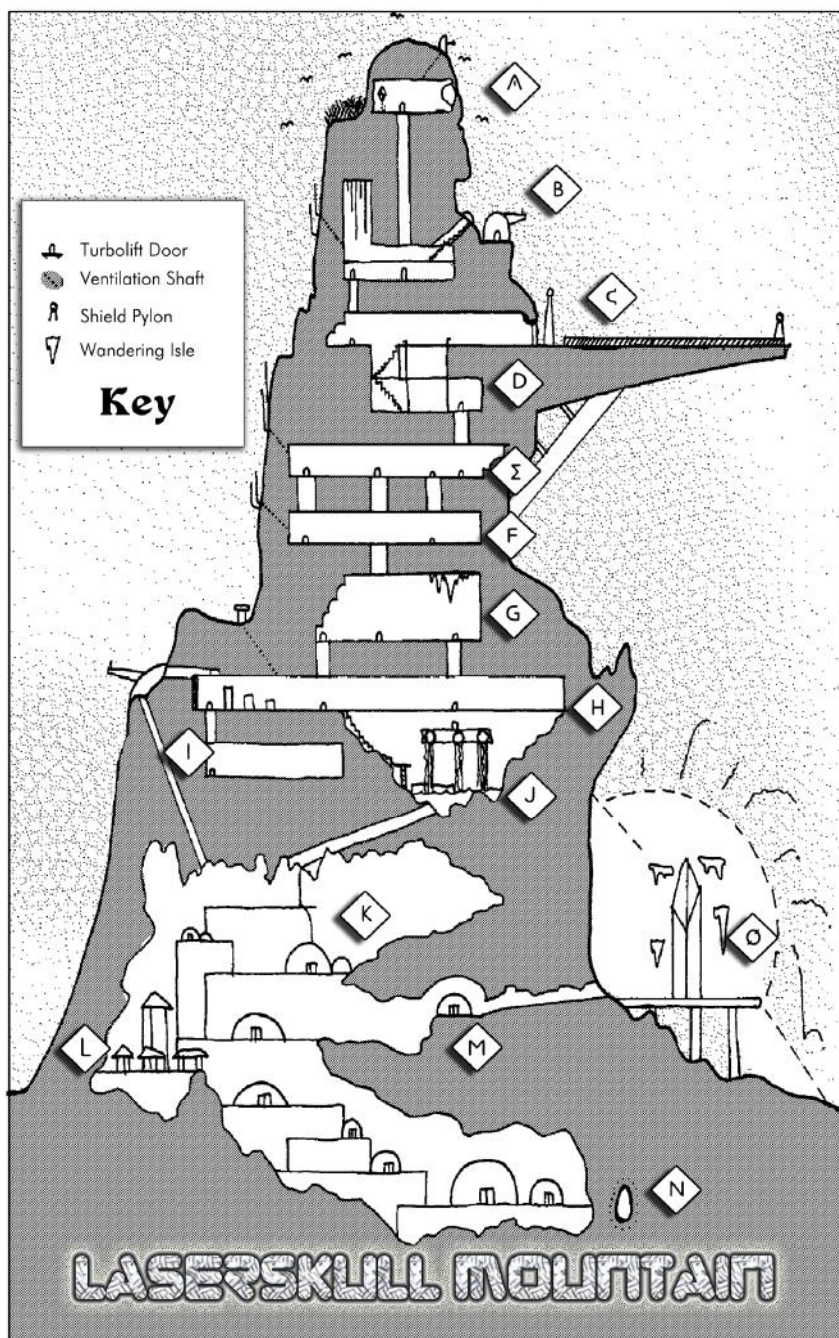 A
B
Turbolift Door
Ventilation Shaft
Shield Pylon
Wandering Isle
Key
C
D
Σ
F
G
H
I
J
K
Ø
L
M
N
LASERSKULL MOUNTAIN